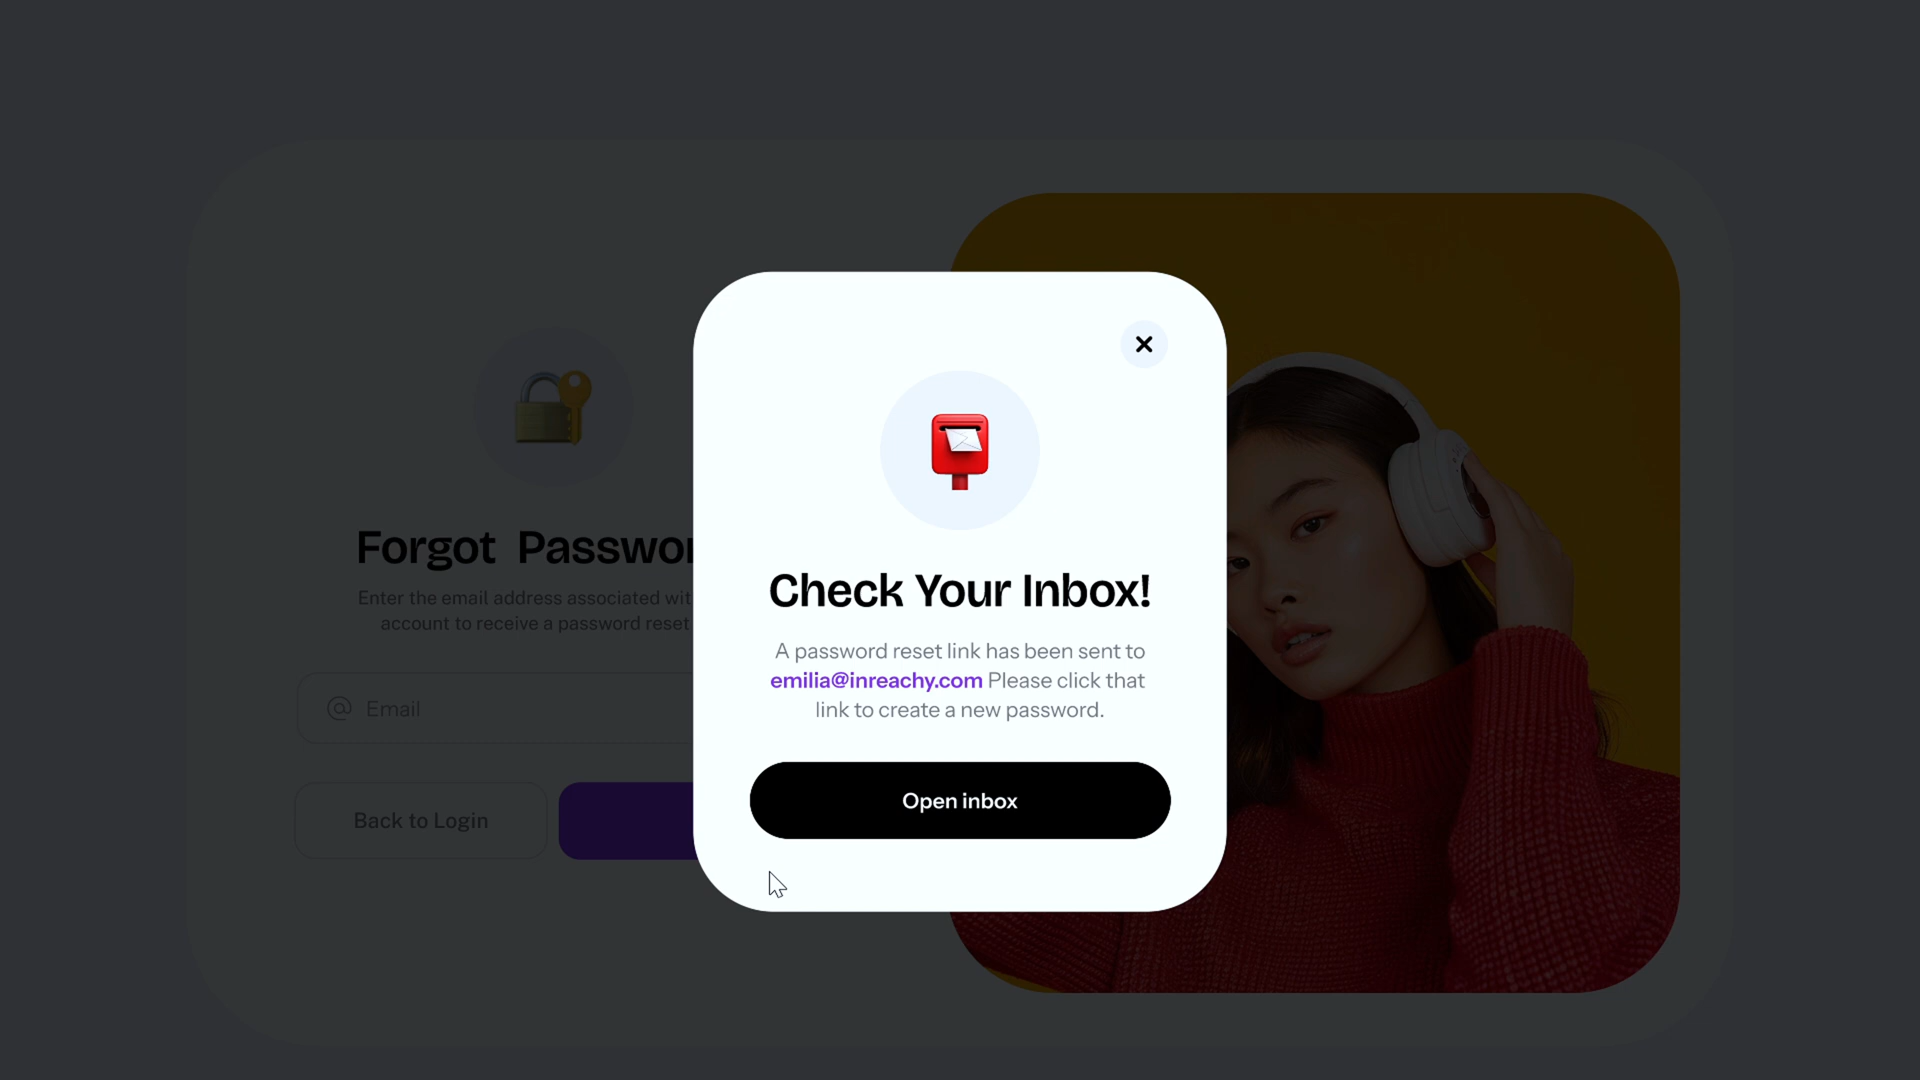 Forgot Passwor
Enter the email address associated wit
account to receive a password reset
Email
Back to Login
Check Your Inbox!
A password reset link has been sent to
emilia@inreachy.com Please click that
link to create a new password.
Open inbox